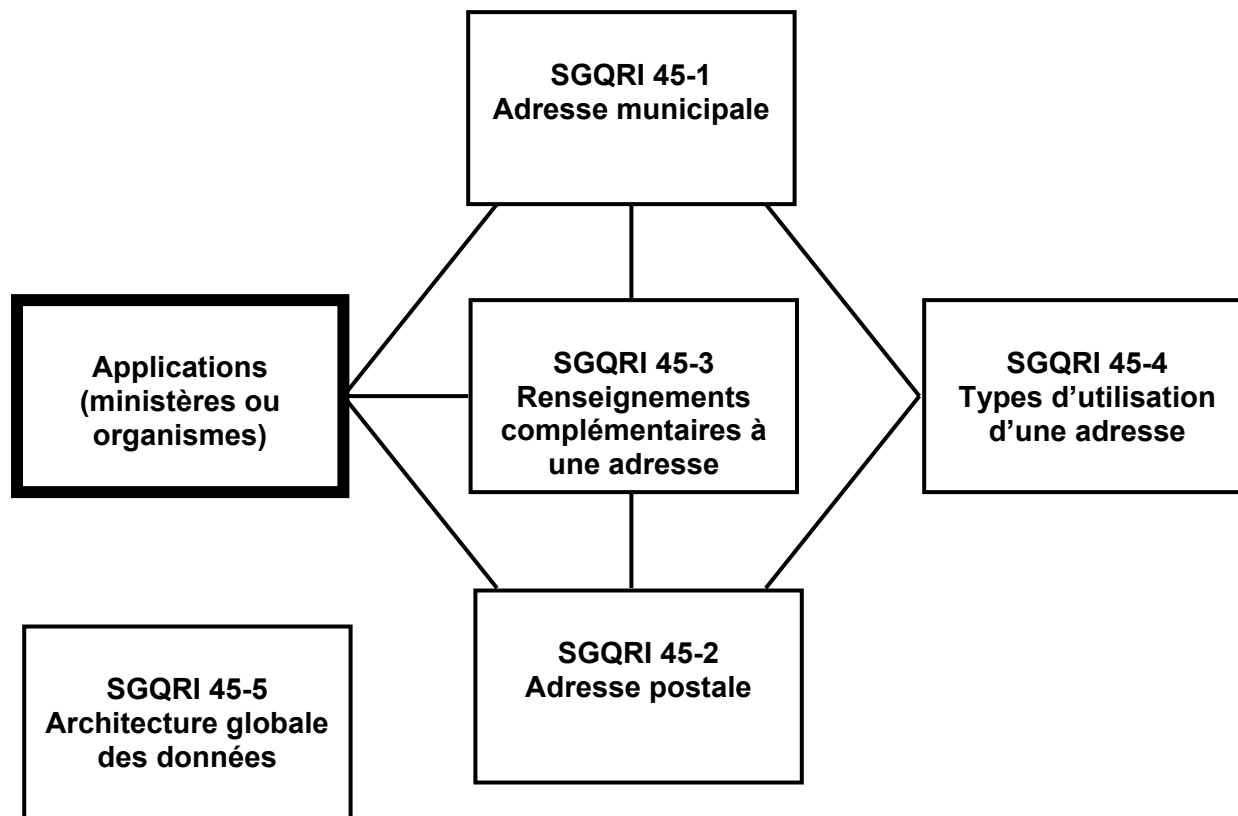 SGQRI 45-1
Adresse municipale
Applications
(ministères ou
organismes)
SGQRI 45-3
Renseignements
complémentaires à
une adresse
SGQRI 45-4
Types d’utilisation
d’une adresse
SGQRI 45-2
Adresse postale
SGQRI 45-5
Architecture globale
des données